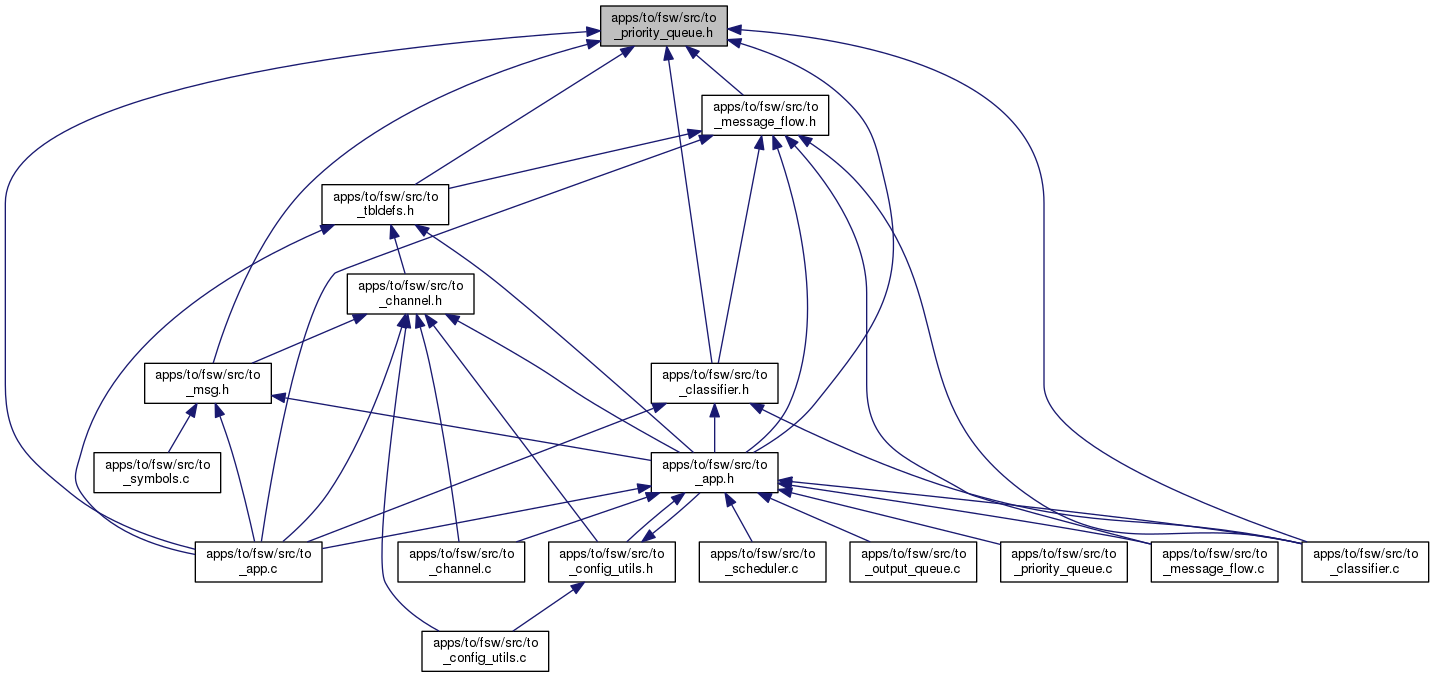 apps/to/fsw/src/to
_priority_queue.h
apps/to/fsw/src/to
_message_flow.h
apps/to/fsw/src/to
_tbldefs.h
apps/to/fsw/src/to
_channel.h
apps/to/fsw/src/to
_msg.h
apps/to/fsw/src/to
_classifier.h
apps/to/fsw/src/to
_symbols.c
apps/to/fsw/src/to
_app.h
apps/to/fsw/src/to
_app.c
apps/to/fsw/src/to
_channel.c
apps/to/fsw/src/to
_config_utils.h
apps/to/fsw/src/to
_scheduler.c
apps/to/fsw/src/to
_output_queue.c
apps/to/fsw/src/to
_priority_queue.c
apps/to/fsw/src/to
_message_flow.c
apps/to/fsw/src/to
_classifier.c
apps/to/fsw/src/to
_config_utils.c